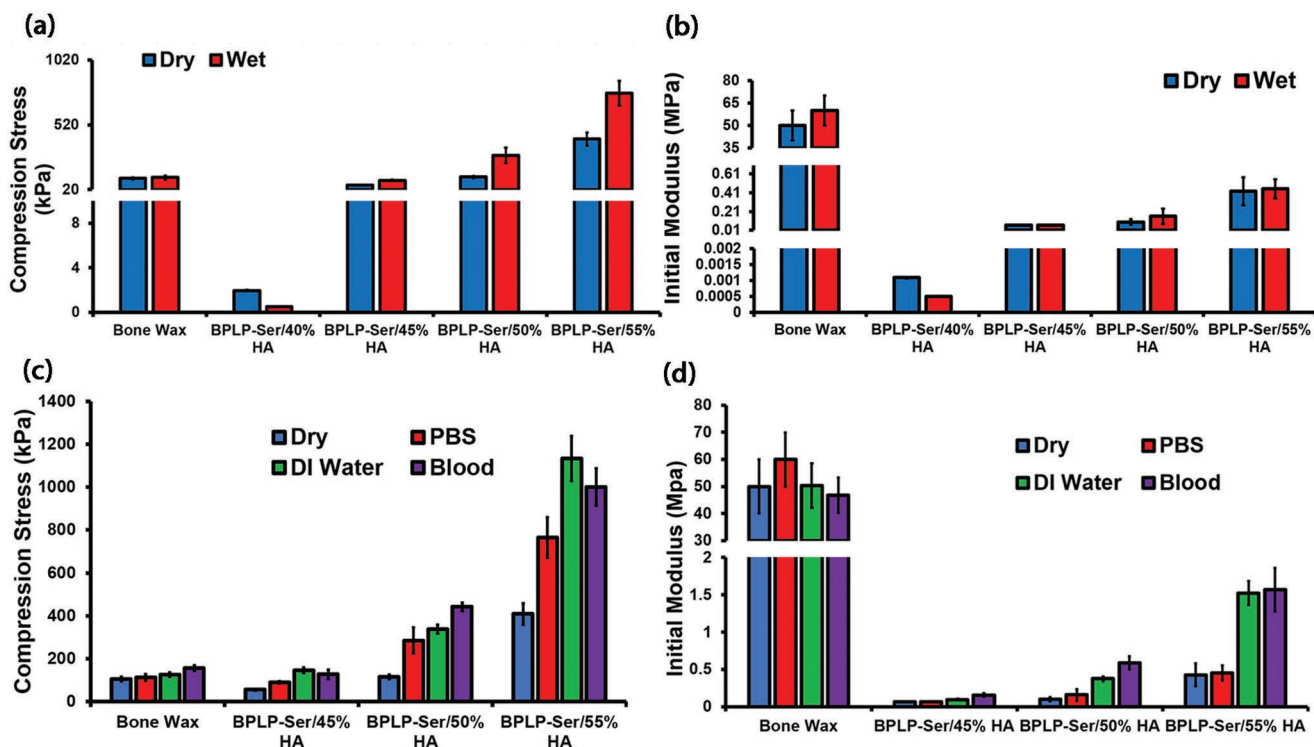 (a)
Dry Wet
Compression Stress
(kPa)
1020
520
20
8
4
0
Bone Wax BPLP-Ser/40% BPLP-Ser/45% BPLP-Ser/50% BPLP-Ser/55%
HA HA HA HA
(b)
Dry Wet
Initial Modulus (MPa)
80
65
50
35
0.61
0.41
0.21
0.01
0.002
0.0015
0.001
0.0005
0
Bone Wax BPLP-Ser/40% BPLP-Ser/45% BPLP-Ser/50% BPLP-Ser/55%
HA HA HA HA
(c)
Dry PBS
DI Water Blood
Compression Stress (kPa)
1400
1200
1000
800
600
400
200
0
Bone Wax BPLP-Ser/45% BPLP-Ser/50% BPLP-Ser/55%
HA HA HA
(d)
Dry PBS
DI Water Blood
Initial Modulus (Mpa)
80
70
60
50
40
30
2
1.5
1
0.5
0
Bone Wax BPLP-Ser/45% HA BPLP-Ser/50% HA BPLP-Ser/55% HA